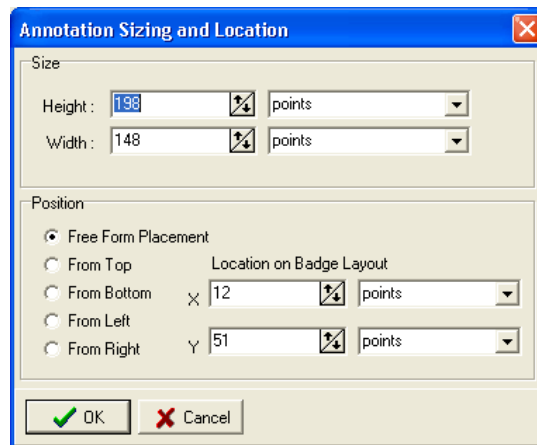 Annotation Sizing and Location
Size
Height : 198 points
Width : 148 points
Position
Free Form Placement
From Top Location on Badge Layout
From Bottom X 12 points
From Left
From Right Y 51 points
OK Cancel